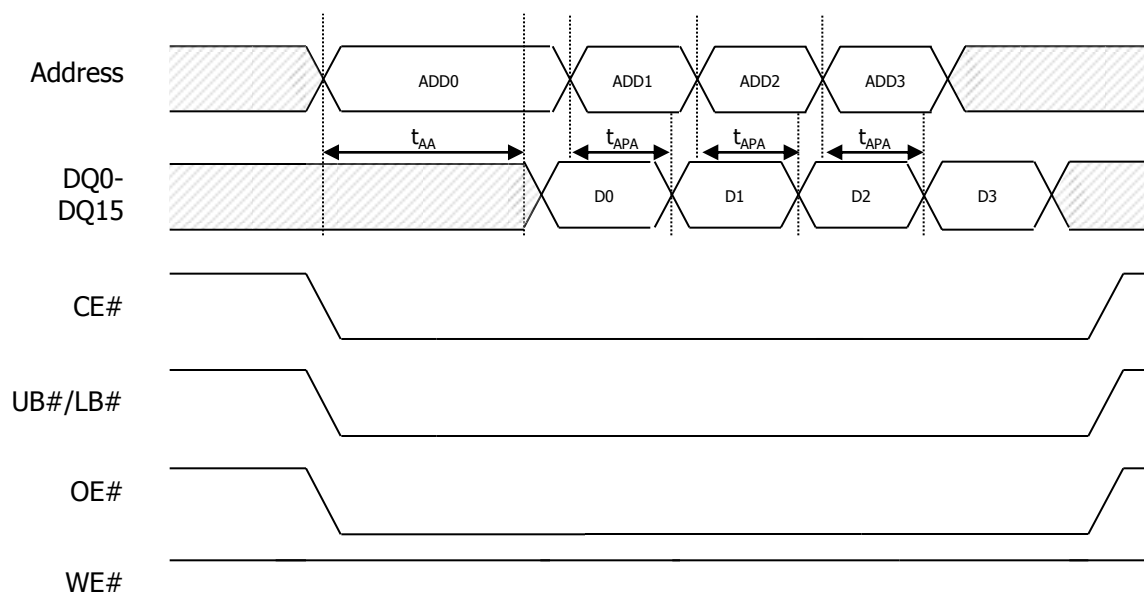 Address
ADD0
ADD1
ADD2
ADD3
tAA
tAPA
tAPA
tAPA
DQ0-
DQ15
D0
D1
D2
D3
CE#
UB#/LB#
OE#
WE#